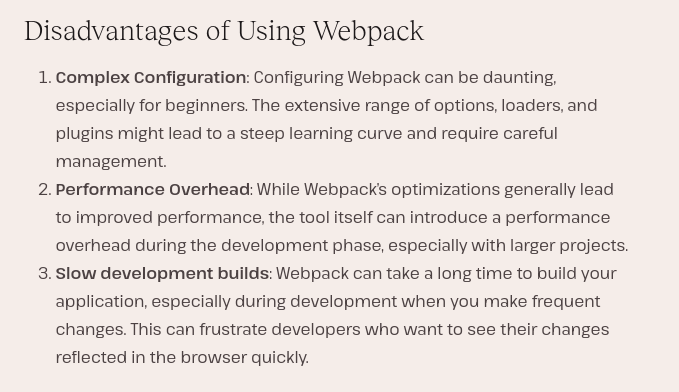 Disadvantages of Using Webpack
1. Complex Configuration: Configuring Webpack can be daunting,
especially for beginners. The extensive range of options, loaders, and
plugins might lead to a steep learning curve and require careful
management.
2. Performance Overhead: While Webpack's optimizations generally lead
to improved performance, the tool itself can introduce a performance
overhead during the development phase, especially with larger projects.
3. Slow development builds: Webpack can take a long time to build your
application, especially during development when you make frequent
changes. This can frustrate developers who want to see their changes
reflected in the browser quickly.